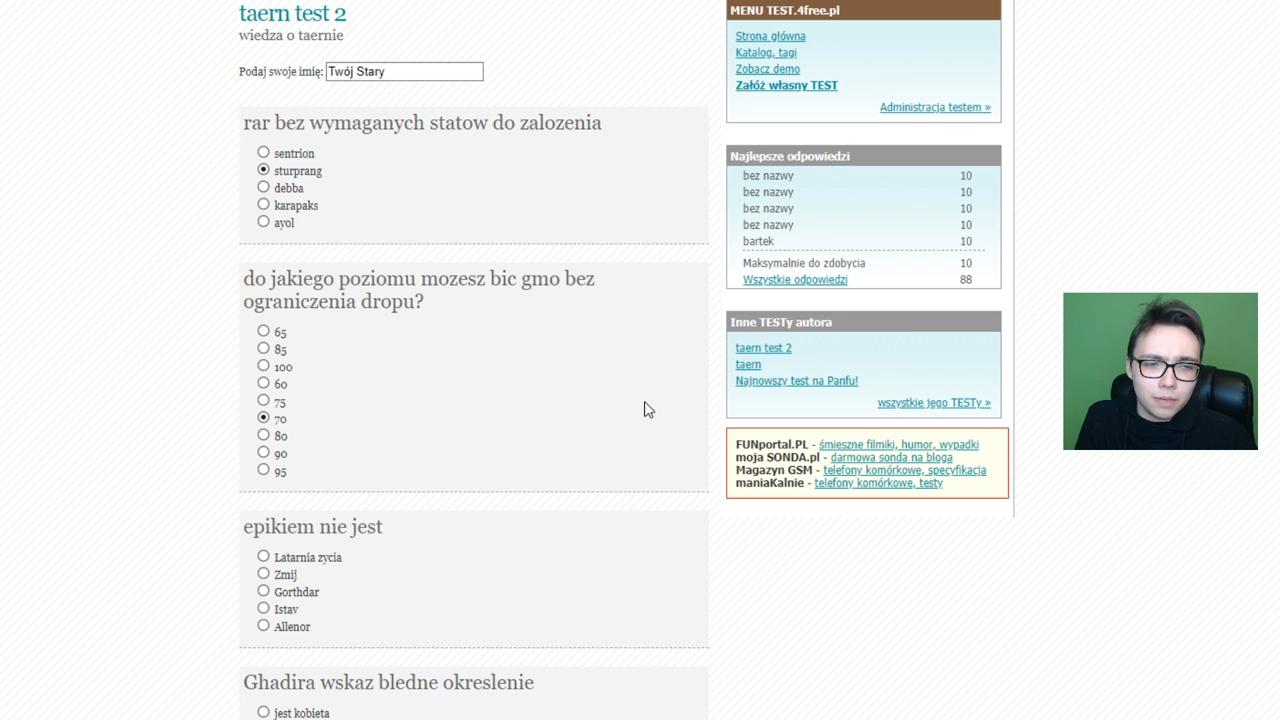 taern test 2
wiedza o taernie
Podaj swoje imię: Twój Stary
rar bez wymaganych statow do zalozenia
sentrion
sturprang
debba
karapaks
ayol
do jakiego poziomu mozesz bic gmo bez
ograniczenia dropu?
65
85
100
60
75
70
80
90
95
epikiem nie jest
Latarnía zycia
Zmij
Gorthdar
Istav
Allenor
Ghadira wskaz bledne okreslenie
jest kobieta
MENU TEST.4free.pl
Strona główna
Katalog, tagi
Zobacz demo
Załóż własny TEST
Administracja testem »
Najlepsze odpowiedzi
bez nazwy 10
bez nazwy 10
bez nazwy 10
bez nazwy 10
bartek 10
Maksymalnie do zdobycia 10
Wszystkie odpowiedzi 88
Inne TESTy autora
taern test 2
taern
Najnowszy test na Panfu!
wszystkie jego TESTy »
FUNportal.PL - śmieszne filmiki, humor, wypadki
moja SONDA.pl - darmowa sonda na bloga
Magazyn GSM - telefony komórkowe, specyfikacja
maniaKalnie - telefony komórkowe, testy